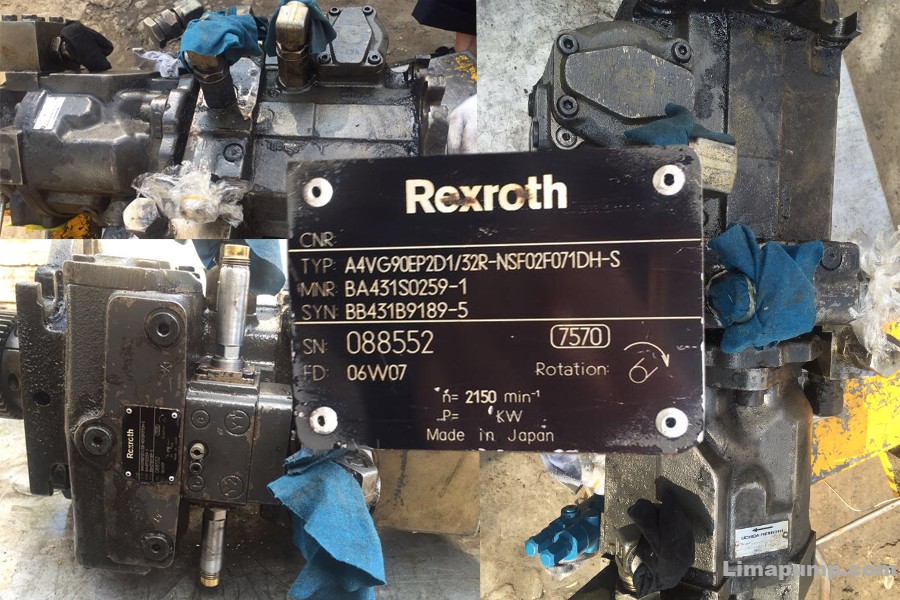 Rexroth
CNR:
TYP: A4VG90EP2D1/32R-NSF02F071DH-S
MNR: BA431S0259-1
SYN: BB431B9189-5
SN: 088552
7570
FD: 06W07
Rotation:
n= 2150 min-1
P= KW
Made in Japan
Rexroth
Limapump.com